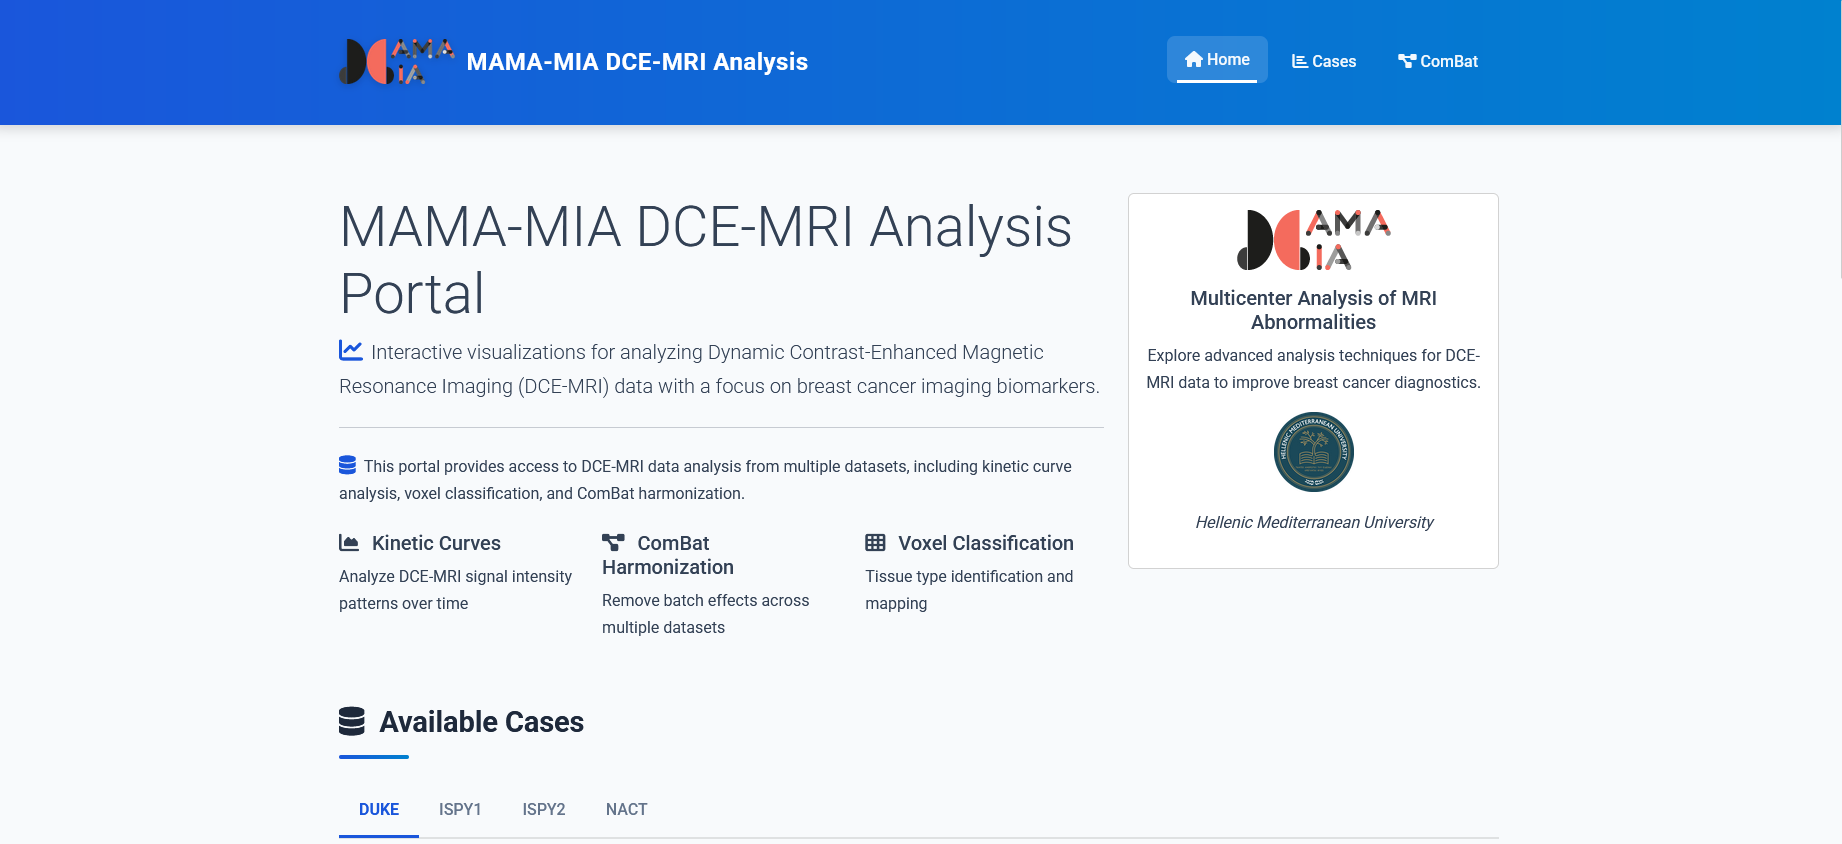 AMA
IA
MAMA-MIA DCE-MRI Analysis
Home
Cases
ComBat
MAMA-MIA DCE-MRI Analysis
Portal
Interactive visualizations for analyzing Dynamic Contrast-Enhanced Magnetic
Resonance Imaging (DCE-MRI) data with a focus on breast cancer imaging biomarkers.
This portal provides access to DCE-MRI data analysis from multiple datasets, including kinetic curve
analysis, voxel classification, and ComBat harmonization.
Kinetic Curves
Analyze DCE-MRI signal intensity
patterns over time
ComBat
Harmonization
Remove batch effects across
multiple datasets
Voxel Classification
Tissue type identification and
mapping
AMA
IA
Multicenter Analysis of MRI
Abnormalities
Explore advanced analysis techniques for DCE-
MRI data to improve breast cancer diagnostics.
HELLENIC MEDITERRANEAN UNIVERSITY
Hellenic Mediterranean University
Available Cases
DUKE
ISPY1
ISPY2
NACT